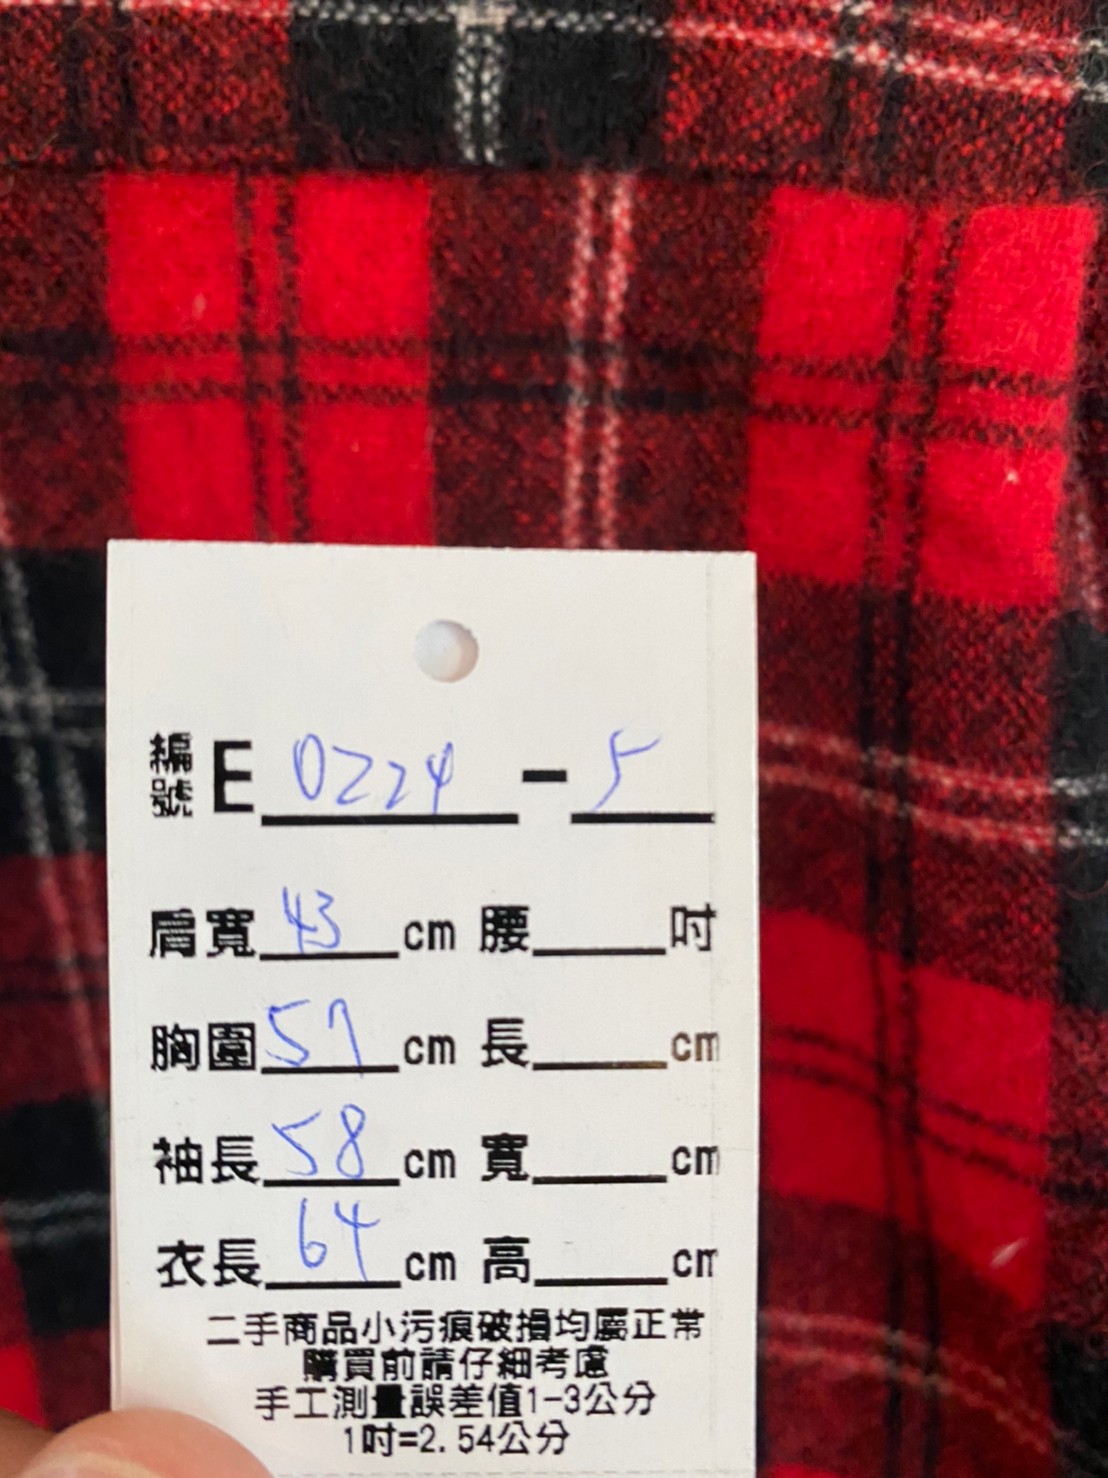 編號 E 0224 - 5
肩寬 43 cm 腰 吋
胸圍 57 cm 長 cm
袖長 58 cm 寬 cm
衣長 64 cm 高 cm
二手商品小污痕破損均屬正常
購買前請仔細考慮
手工測量誤差值1-3公分
1吋=2.54公分